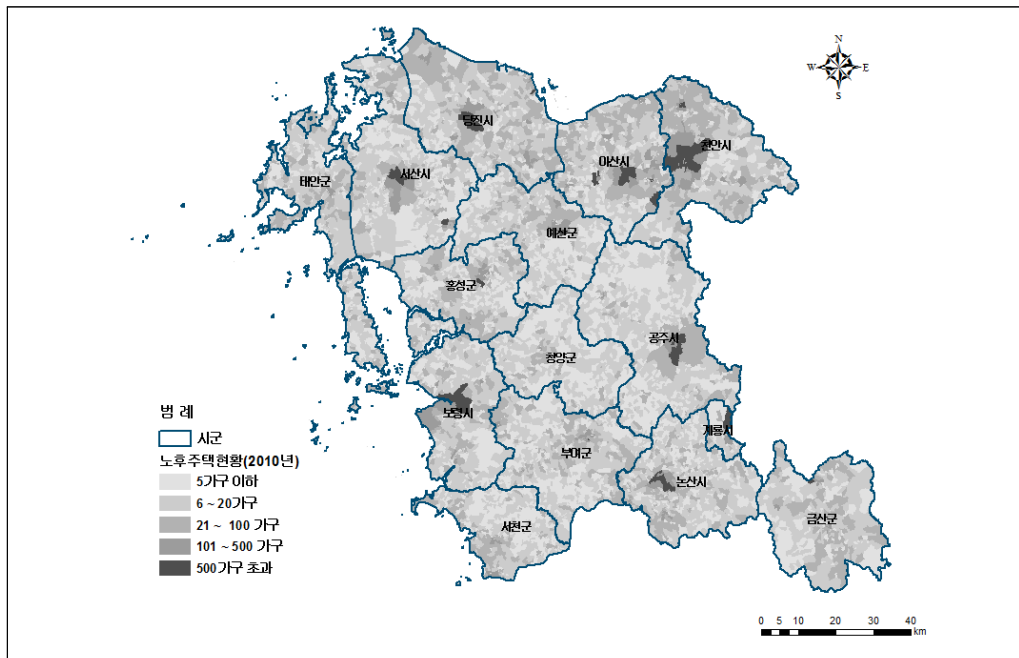 N
W E
S
당진시
천안시
아산시
서산시
태안군
예산군
홍성군
공주시
청양군
보령시
계룡시
부여군
논산시
금산군
서천군
범 례
시군
노후주택현황(2010년)
5가구 이하
6 ~ 20가구
21 ~ 100 가구
101 ~ 500 가구
500가구 초과
0 5 10 20 30 40
km